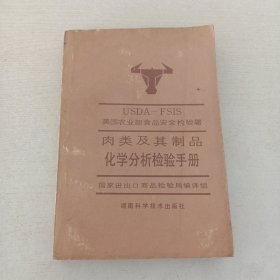 USDA-FSIS
美国农业部食品安全检验署
肉类及其制品
化学分析检验手册
国家进出口商品检验局编译组
湖南科学技术出版社